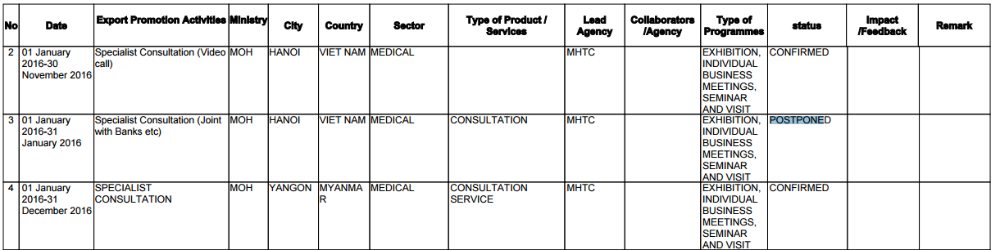 No Date Export Promotion Activities Ministry City Country Sector Type of Product / Services Lead Agency Collaborators /Agency Type of Programmes status Impact /Feedback Remark
2 01 January Specialist Consultation (Video MOH HANOI VIET NAM MEDICAL MHTC EXHIBITION, CONFIRMED
2016-30 call) INDIVIDUAL
November 2016 BUSINESS
MEETINGS,
SEMINAR
AND VISIT
3 01 January Specialist Consultation (Joint MOH HANOI VIET NAM MEDICAL CONSULTATION MHTC EXHIBITION, POSTPONED
2016-31 with Banks etc) INDIVIDUAL
January 2016 BUSINESS
MEETINGS,
SEMINAR
AND VISIT
4 01 January SPECIALIST MOH YANGON MYANMA MEDICAL CONSULTATION MHTC EXHIBITION, CONFIRMED
2016-31 CONSULTATION R SERVICE INDIVIDUAL
December 2016 BUSINESS
MEETINGS,
SEMINAR
AND VISIT